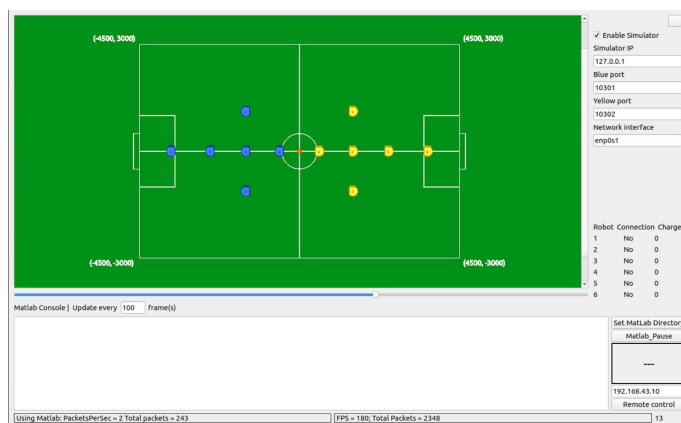 (-4500, 3000)
(4500, 3000)
(-4500, -3000)
(4500, -3000)
✓ Enable Simulator
Simulator IP
127.0.0.1
Blue port
10301
Yellow port
10302
Network interface
enp0s1
Robot Connection Charge
1 No 0
2 No 0
3 No 0
4 No 0
5 No 0
6 No 0
Matlab Console | Update every 100 frame(s)
Set MatLab Director
Matlab_Pause
---
192.168.43.10
Remote control
Using Matlab: PacketsPerSec = 2 Total packets = 243
FPS = 180; Total Packets = 2348
13